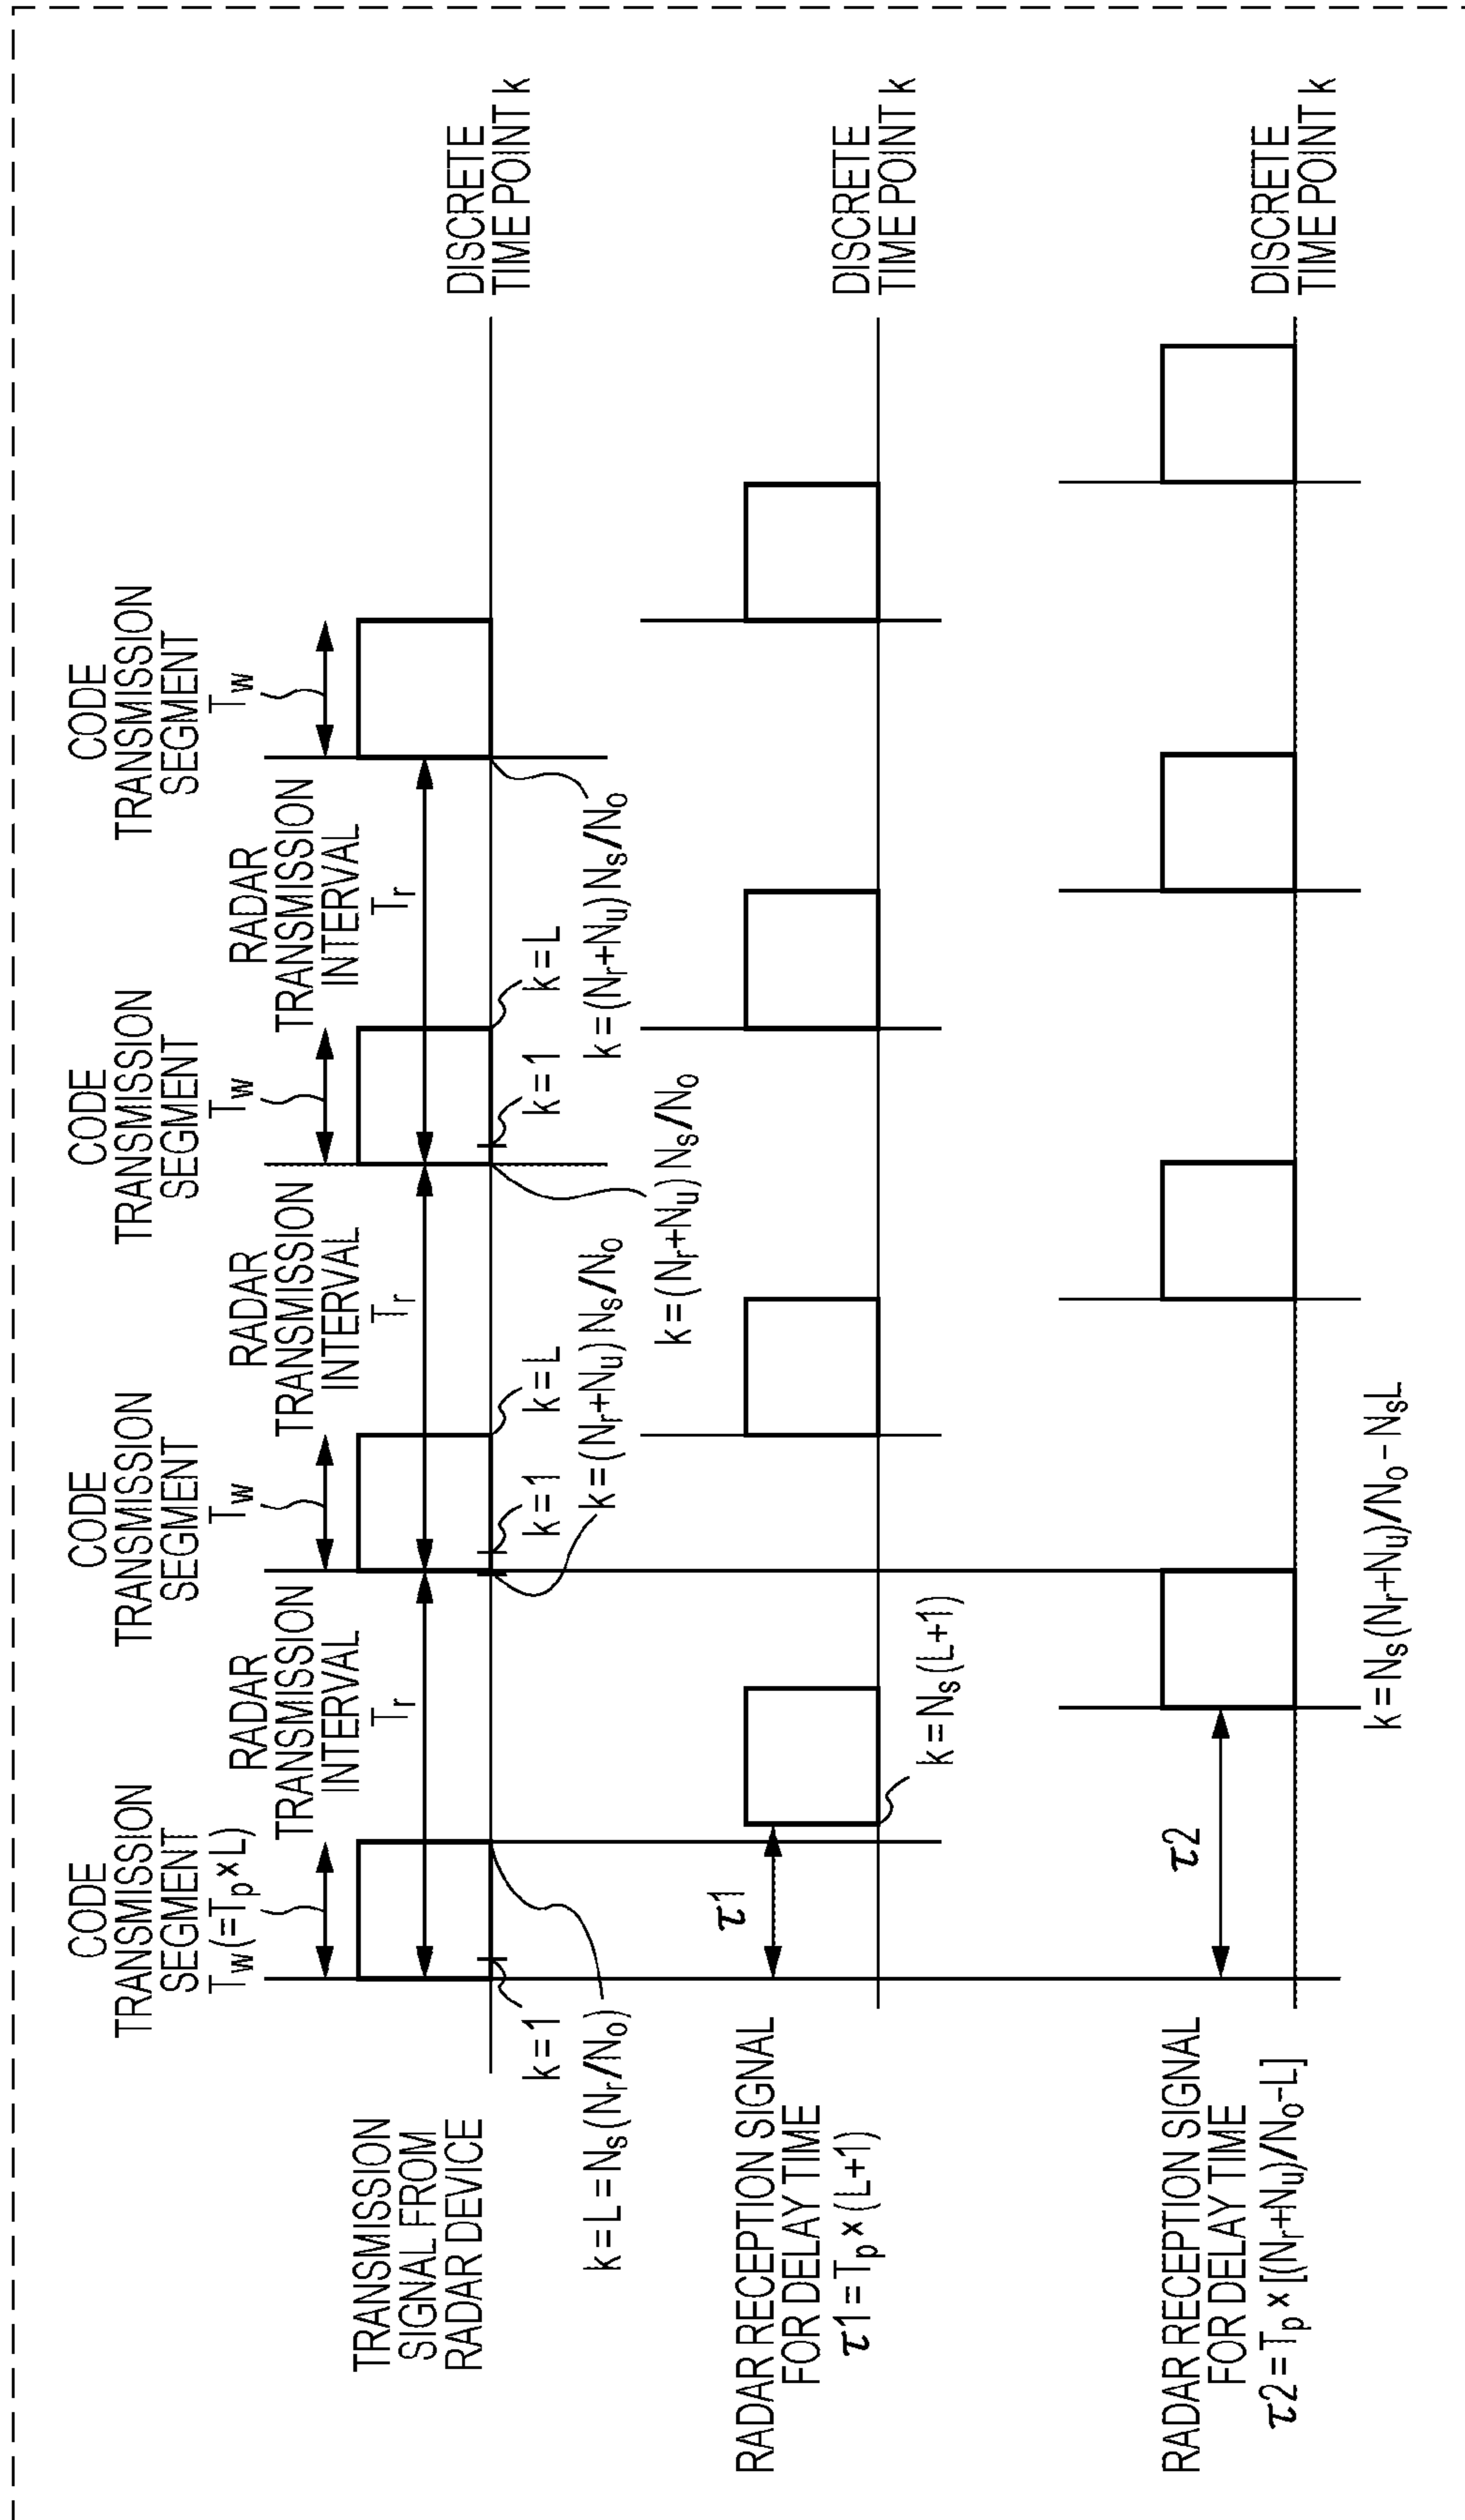 CODE
TRANSMISSION
SEGMENT
Tw(=Tp×L)
CODE
TRANSMISSION
SEGMENT
Tw
CODE
TRANSMISSION
SEGMENT
Tw
CODE
TRANSMISSION
SEGMENT
Tw
RADAR
TRANSMISSION
INTERVAL
Tr
RADAR
TRANSMISSION
INTERVAL
Tr
RADAR
TRANSMISSION
INTERVAL
Tr
TRANSMISSION
SIGNAL FROM
RADAR DEVICE
DISCRETE
TIME POINT k
k=1
k=L=Ns(Nr/No)
k=1
k=L
k=(Nr+Nu)Ns/No
k=1
k=L
k=(Nr+Nu)Ns/No
k=(Nr+Nu)Ns/No
RADAR RECEPTION SIGNAL
FOR DELAY TIME
τ1=Tp×(L+1)
τ1
k=Ns(L+1)
DISCRETE
TIME POINT k
RADAR RECEPTION SIGNAL
FOR DELAY TIME
τ2=Tp×[(Nr+Nu)/No-L]
τ2
k=Ns(Nr+Nu)/No-NsL
DISCRETE
TIME POINT k